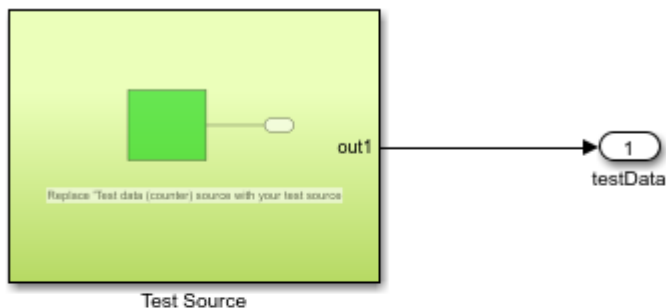 out1
1
testData
Replace 'Test data (counter) source with your test source
Test Source